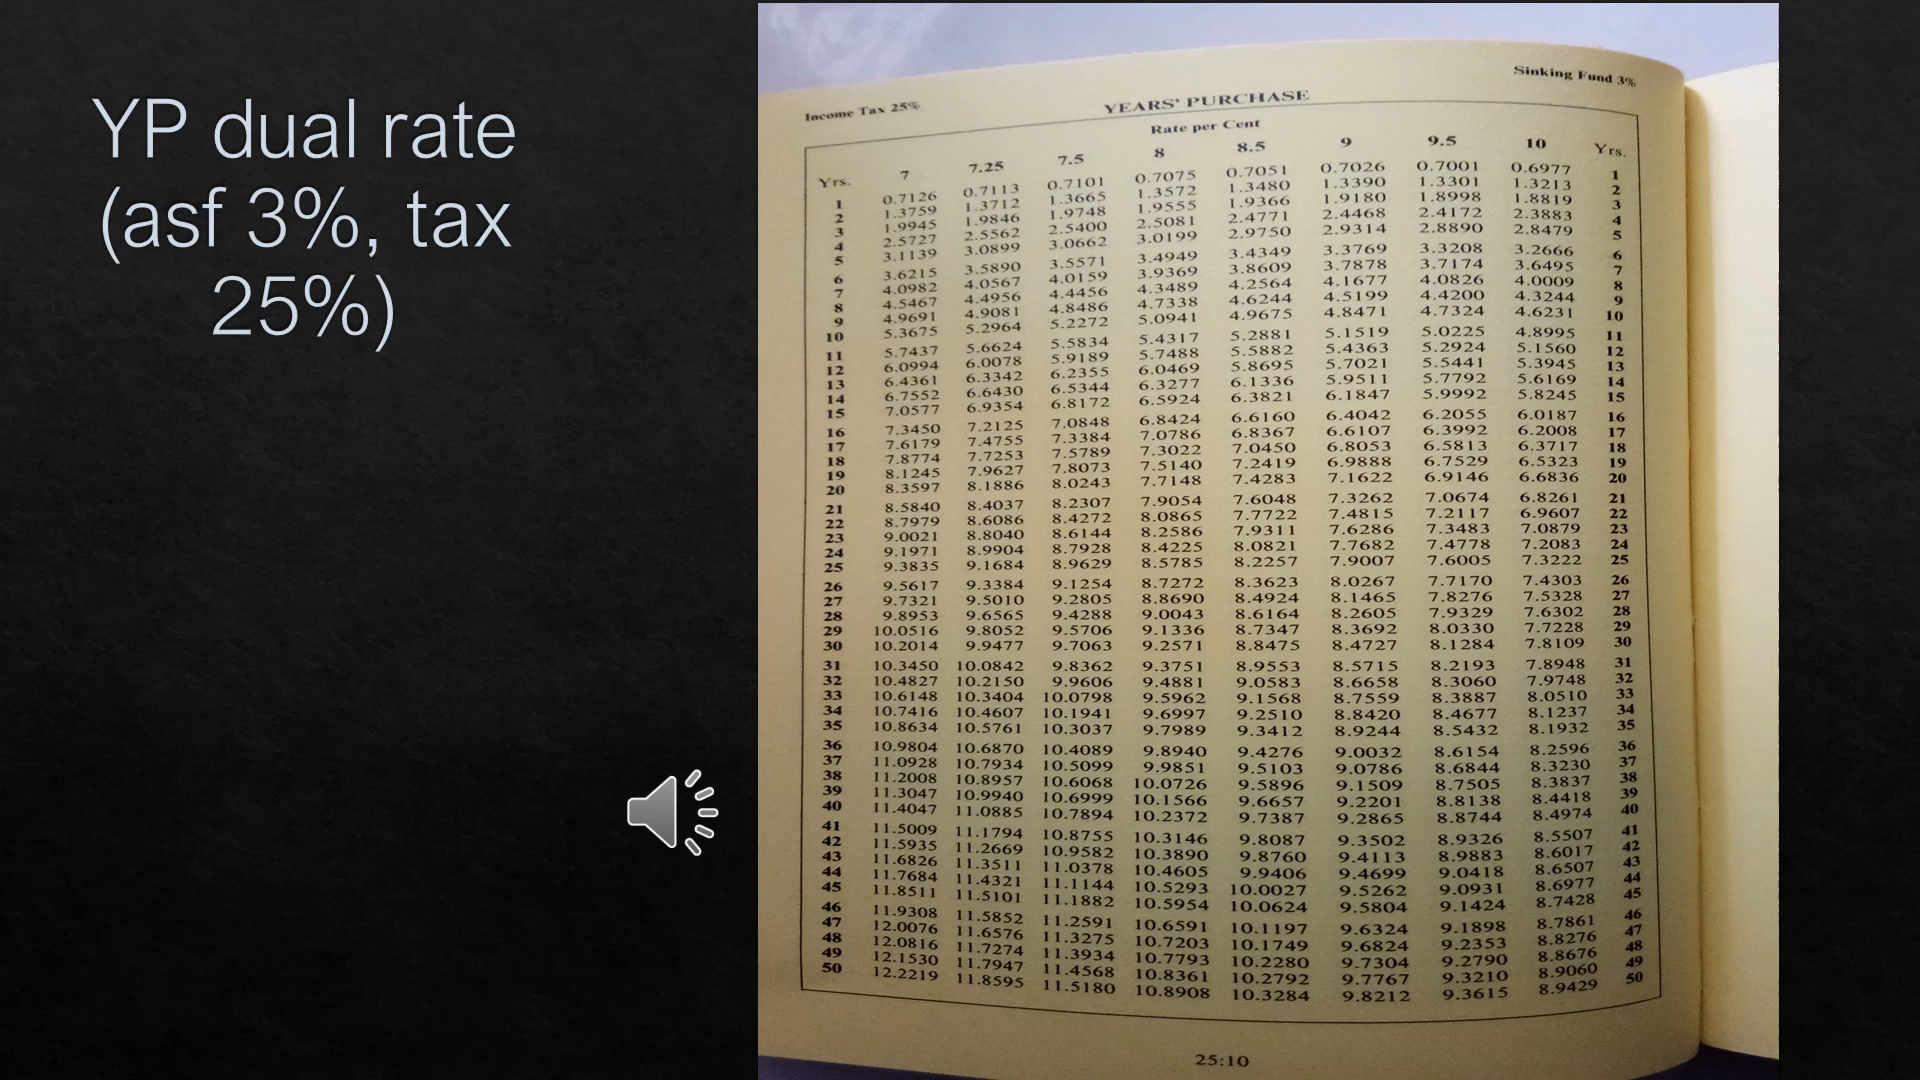 YP dual rate
(asf 3%, tax
25%)
Income Tax 25%
YEARS' PURCHASE
Sinking Fund 3%
Rate per Cent
Yrs. 7 7.25 7.5 8 8.5 9 9.5 10 Yrs.
1 0.7126 0.7113 0.7101 0.7075 0.7051 0.7026 0.7001 0.6977 1
2 1.3759 1.3712 1.3665 1.3572 1.3480 1.3390 1.3301 1.3213 2
3 1.9945 1.9846 1.9748 1.9555 1.9366 1.9180 1.8998 1.8819 3
4 2.5727 2.5562 2.5400 2.5081 2.4771 2.4468 2.4172 2.3883 4
5 3.1139 3.0899 3.0662 3.0199 2.9750 2.9314 2.8890 2.8479 5
6 3.6215 3.5890 3.5571 3.4949 3.4349 3.3769 3.3208 3.2666 6
7 4.0982 4.0567 4.0159 3.9369 3.8609 3.7878 3.7174 3.6495 7
8 4.5467 4.4956 4.4456 4.3489 4.2564 4.1677 4.0826 4.0009 8
9 4.9691 4.9081 4.8486 4.7338 4.6244 4.5199 4.4200 4.3244 9
10 5.3675 5.2964 5.2272 5.0941 4.9675 4.8471 4.7324 4.6231 10
11 5.7437 5.6624 5.5834 5.4317 5.2881 5.1519 5.0225 4.8995 11
12 6.0994 6.0078 5.9189 5.7488 5.5882 5.4363 5.2924 5.1560 12
13 6.4361 6.3342 6.2355 6.0469 5.8695 5.7021 5.5441 5.3945 13
14 6.7552 6.6430 6.5344 6.3277 6.1336 5.9511 5.7792 5.6169 14
15 7.0577 6.9354 6.8172 6.5924 6.3821 6.1847 5.9992 5.8245 15
16 7.3450 7.2125 7.0848 6.8424 6.6160 6.4042 6.2055 6.0187 16
17 7.6179 7.4755 7.3384 7.0786 6.8367 6.6107 6.3992 6.2008 17
18 7.8774 7.7253 7.5789 7.3022 7.0450 6.8053 6.5813 6.3717 18
19 8.1245 7.9627 7.8073 7.5140 7.2419 6.9888 6.7529 6.5323 19
20 8.3597 8.1886 8.0243 7.7148 7.4283 7.1622 6.9146 6.6836 20
21 8.5840 8.4037 8.2307 7.9054 7.6048 7.3262 7.0674 6.8261 21
22 8.7979 8.6086 8.4272 8.0865 7.7722 7.4815 7.2117 6.9607 22
23 9.0021 8.8040 8.6144 8.2586 7.9311 7.6286 7.3483 7.0879 23
24 9.1971 8.9904 8.7928 8.4225 8.0821 7.7682 7.4778 7.2083 24
25 9.3835 9.1684 8.9629 8.5785 8.2257 7.9007 7.6005 7.3222 25
26 9.5617 9.3384 9.1254 8.7272 8.3623 8.0267 7.7170 7.4303 26
27 9.7321 9.5010 9.2805 8.8690 8.4924 8.1465 7.8276 7.5328 27
28 9.8953 9.6565 9.4288 9.0043 8.6164 8.2605 7.9329 7.6302 28
29 10.0516 9.8052 9.5706 9.1336 8.7347 8.3692 8.0330 7.7228 29
30 10.2014 9.9477 9.7063 9.2571 8.8475 8.4727 8.1284 7.8109 30
31 10.3450 10.0842 9.8362 9.3751 8.9553 8.5715 8.2193 7.8948 31
32 10.4827 10.2150 9.9606 9.4881 9.0583 8.6658 8.3060 7.9748 32
33 10.6148 10.3404 10.0798 9.5962 9.1568 8.7559 8.3887 8.0510 33
34 10.7416 10.4607 10.1941 9.6997 9.2510 8.8420 8.4677 8.1237 34
35 10.8634 10.5761 10.3037 9.7989 9.3412 8.9244 8.5432 8.1932 35
36 10.9804 10.6870 10.4089 9.8940 9.4276 9.0032 8.6154 8.2596 36
37 11.0928 10.7934 10.5099 9.9851 9.5103 9.0786 8.6844 8.3230 37
38 11.2008 10.8957 10.6068 10.0726 9.5896 9.1509 8.7505 8.3837 38
39 11.3047 10.9940 10.6999 10.1566 9.6657 9.2201 8.8138 8.4418 39
40 11.4047 11.0885 10.7894 10.2372 9.7387 9.2865 8.8744 8.4974 40
41 11.5009 11.1794 10.8755 10.3146 9.8087 9.3502 8.9326 8.5507 41
42 11.5935 11.2669 10.9582 10.3890 9.8760 9.4113 8.9883 8.6017 42
43 11.6826 11.3511 11.0378 10.4605 9.9406 9.4699 9.0418 8.6507 43
44 11.7684 11.4321 11.1144 10.5293 10.0027 9.5262 9.0931 8.6977 44
45 11.8511 11.5101 11.1882 10.5954 10.0624 9.5804 9.1424 8.7428 45
46 11.9308 11.5852 11.2591 10.6591 10.1197 9.6324 9.1898 8.7861 46
47 12.0076 11.6576 11.3275 10.7203 10.1749 9.6824 9.2353 8.8276 47
48 12.0816 11.7274 11.3934 10.7793 10.2280 9.7304 9.2790 8.8676 48
49 12.1530 11.7947 11.4568 10.8361 10.2792 9.7767 9.3210 8.9060 49
50 12.2219 11.8595 11.5180 10.8908 10.3284 9.8212 9.3615 8.9429 50
25:10